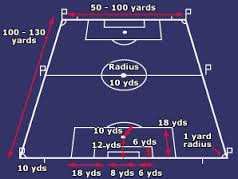 50 - 100 yards
100 - 130
yards
Radius
10 yds
10 yds
18 yds
12 yds
6 yds
1 yard
radius
10 yds
18 yds
8 yds
6 yds